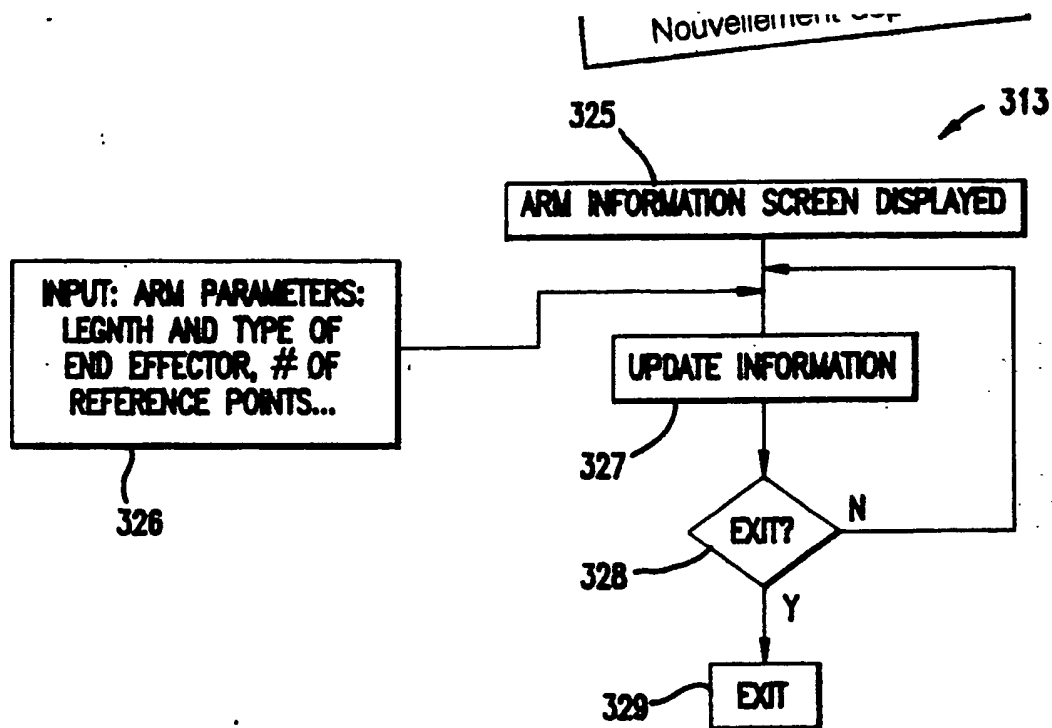 Nouvellement
313
325
ARM INFORMATION SCREEN DISPLAYED
INPUT: ARM PARAMETERS:
LEGNTH AND TYPE OF
END EFFECTOR, # OF
REFERENCE POINTS...
326
UPDATE INFORMATION
327
EXIT?
N
328
Y
EXIT
329